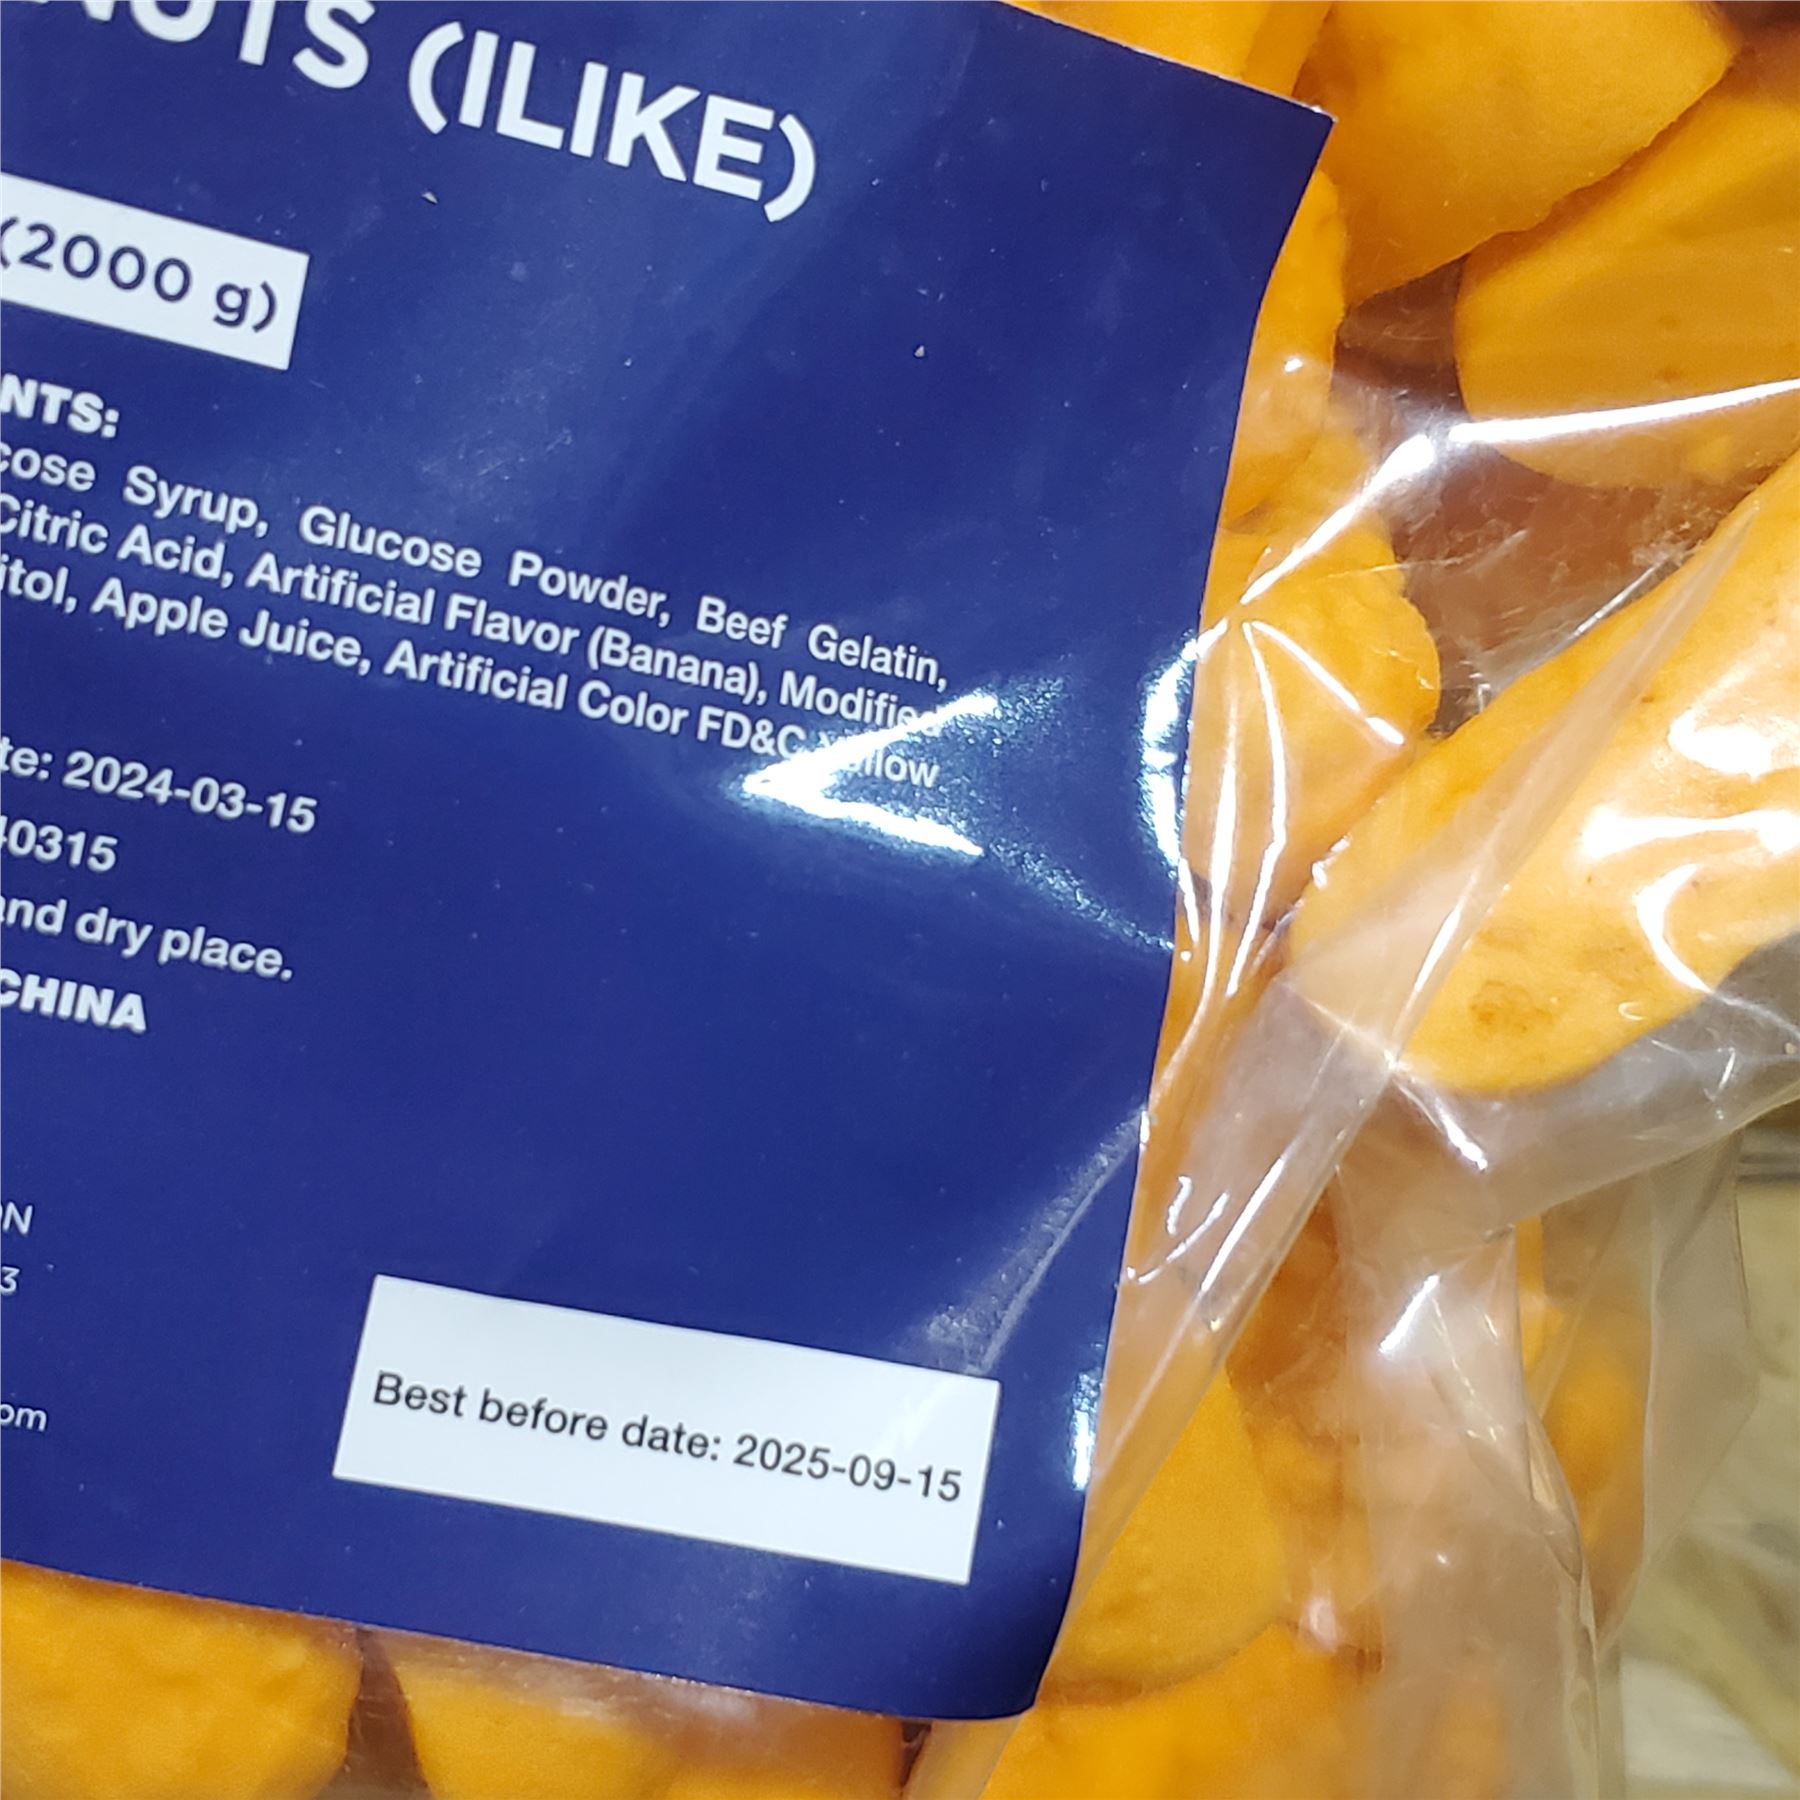 NUTS (ILIKE)
(2000 g)
NTS:
cose Syrup, Glucose Powder, Beef Gelatin,
Citric Acid, Artificial Flavor (Banana), Modified
itol, Apple Juice, Artificial Color FD&C Yellow
te: 2024-03-15
40315
and dry place.
CHINA
ON
3
om
Best before date: 2025-09-15